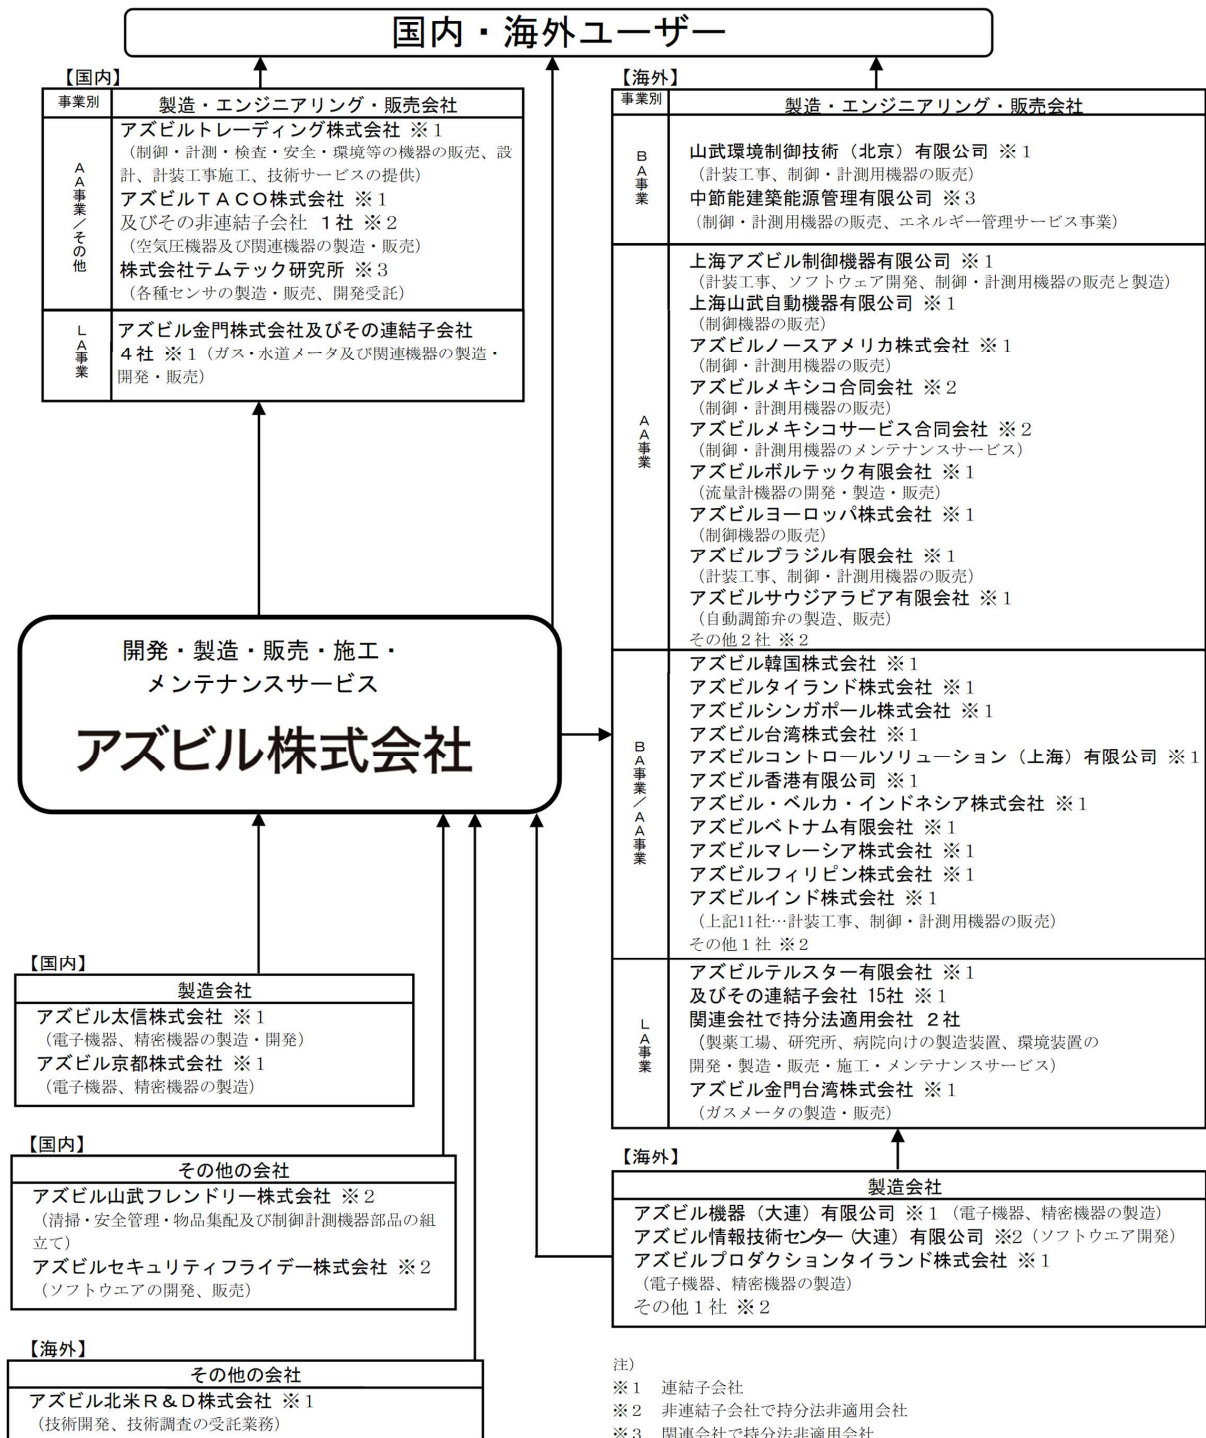 国内・海外ユーザー
【国内】
事業別
製造・エンジニアリング・販売会社
AA事業／その他
アズビルトレーディング株式会社 ※1
（制御・計測・検査・安全・環境等の機器の販売、設
計、計装工事施工、技術サービスの提供）
アズビルTACO株式会社 ※1
及びその非連結子会社 1社 ※2
（空気圧機器及び関連機器の製造・販売）
株式会社テムテック研究所 ※3
（各種センサの製造・販売、開発受託）
LA事業
アズビル金門株式会社及びその連結子会社
4社 ※1（ガス・水道メータ及び関連機器の製造・
開発・販売）
開発・製造・販売・施工・
メンテナンスサービス
アズビル株式会社
【国内】
製造会社
アズビル太信株式会社 ※1
（電子機器、精密機器の製造・開発）
アズビル京都株式会社 ※1
（電子機器、精密機器の製造）
【国内】
その他の会社
アズビル山武フレンドリー株式会社 ※2
（清掃・安全管理・物品集配及び制御計測機器部品の組
立て）
アズビルセキュリティフライデー株式会社 ※2
（ソフトウエアの開発、販売）
【海外】
その他の会社
アズビル北米R＆D株式会社 ※1
（技術開発、技術調査の受託業務）
【海外】
事業別
製造・エンジニアリング・販売会社
BA事業
山武環境制御技術（北京）有限公司 ※1
（計装工事、制御・計測用機器の販売）
中節能建築能源管理有限公司 ※3
（制御・計測用機器の販売、エネルギー管理サービス事業）
AA事業
上海アズビル制御機器有限公司 ※1
（計装工事、ソフトウェア開発、制御・計測用機器の販売と製造）
上海山武自動機器有限公司 ※1
（制御機器の販売）
アズビルノースアメリカ株式会社 ※1
（制御・計測用機器の販売）
アズビルメキシコ合同会社 ※2
（制御・計測用機器の販売）
アズビルメキシコサービス合同会社 ※2
（制御・計測用機器のメンテナンスサービス）
アズビルボルテック有限会社 ※1
（流量計機器の開発・製造・販売）
アズビルヨーロッパ株式会社 ※1
（制御機器の販売）
アズビルブラジル有限会社 ※1
（計装工事、制御・計測用機器の販売）
アズビルサウジアラビア有限会社 ※1
（自動調節弁の製造、販売）
その他2社 ※2
BA事業／AA事業
アズビル韓国株式会社 ※1
アズビルタイランド株式会社 ※1
アズビルシンガポール株式会社 ※1
アズビル台湾株式会社 ※1
アズビルコントロールソリューション（上海）有限公司 ※1
アズビル香港有限公司 ※1
アズビル・ベルカ・インドネシア株式会社 ※1
アズビルベトナム有限会社 ※1
アズビルマレーシア株式会社 ※1
アズビルフィリピン株式会社 ※1
アズビルインド株式会社 ※1
（上記11社…計装工事、制御・計測用機器の販売）
その他1社 ※2
LA事業
アズビルテルスター有限会社 ※1
及びその連結子会社 15社 ※1
関連会社で持分法適用会社 2社
（製薬工場、研究所、病院向けの製造装置、環境装置の
開発・製造・販売・施工・メンテナンスサービス）
アズビル金門台湾株式会社 ※1
（ガスメータの製造・販売）
【海外】
製造会社
アズビル機器（大連）有限公司 ※1（電子機器、精密機器の製造）
アズビル情報技術センター（大連）有限公司 ※2（ソフトウエア開発）
アズビルプロダクションタイランド株式会社 ※1
（電子機器、精密機器の製造）
その他1社 ※2
注）
※1 連結子会社
※2 非連結子会社で持分法非適用会社
※3 関連会社で持分法非適用会社